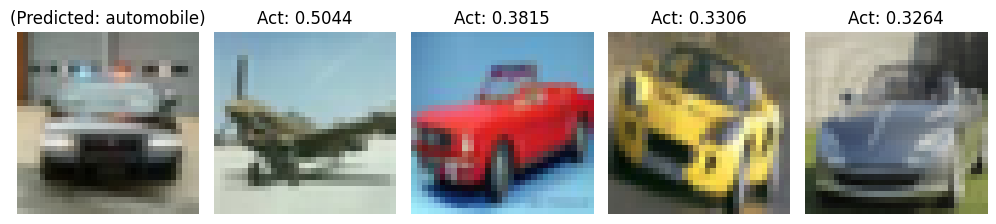 (Predicted: automobile)
Act: 0.5044
Act: 0.3815
Act: 0.3306
Act: 0.3264